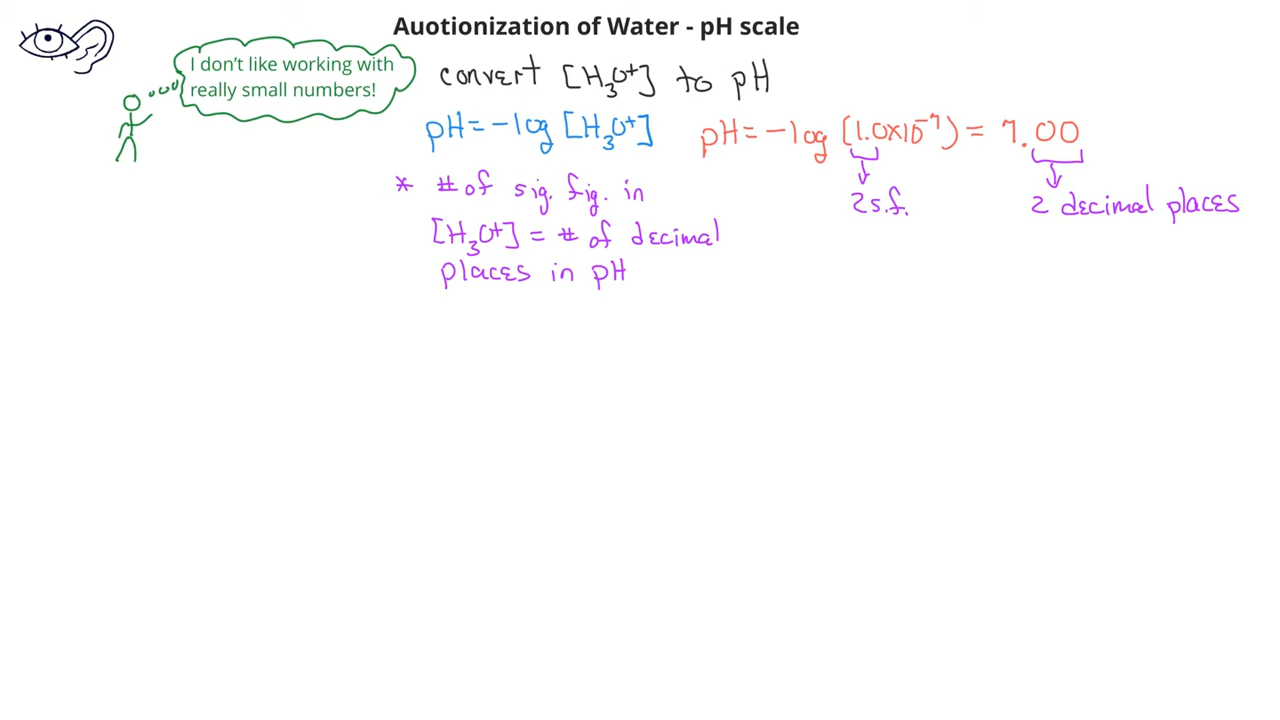 Auotionization of Water - pH scale
I don't like working with
really small numbers!
convert [H₃O⁺] to pH
pH = -log [H₃O⁺]
pH = -log (1.0x10⁻⁷) = 7.00
2 s.f.
2 decimal places
* # of sig. fig. in
[H₃O⁺] = # of decimal
places in pH